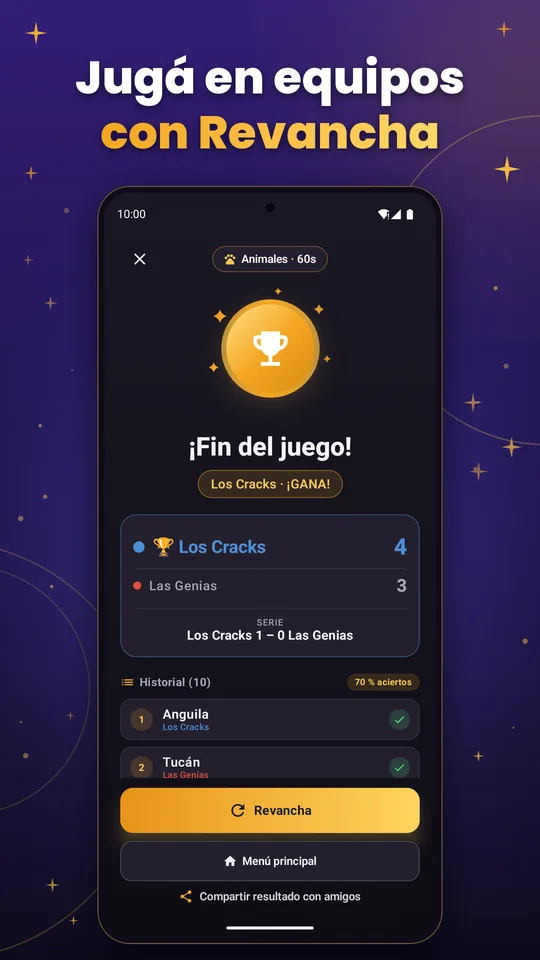 Jugá en equipos
con Revancha
10:00
Animales · 60s
¡Fin del juego!
Los Cracks · ¡GANA!
🏆 Los Cracks 4
Las Genias 3
SERIE
Los Cracks 1 – 0 Las Genias
Historial (10) 70 % aciertos
1 Anguila
Los Cracks
2 Tucán
Las Genias
Revancha
Menú principal
Compartir resultado con amigos